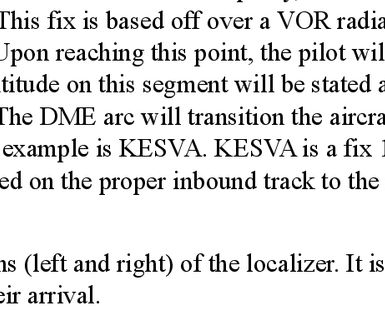 This fix is based off over a VOR radia
Upon reaching this point, the pilot wil
titude on this segment will be stated a
The DME arc will transition the aircra
example is KESVA. KESVA is a fix 1
ed on the proper inbound track to the
ns (left and right) of the localizer. It is
eir arrival.